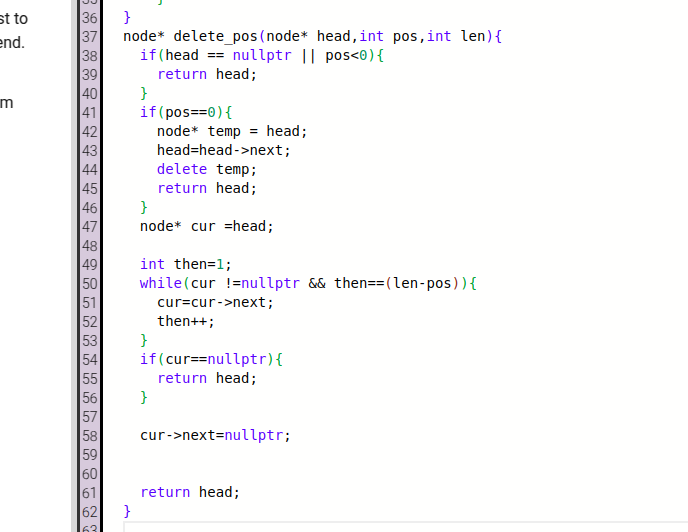 st to
end.
m
36 }
37 node* delete_pos(node* head,int pos,int len){
38 if(head == nullptr || pos<0){
39 return head;
40 }
41 if(pos==0){
42 node* temp = head;
43 head=head->next;
44 delete temp;
45 return head;
46 }
47 node* cur =head;
48
49 int then=1;
50 while(cur !=nullptr && then==(len-pos)){
51 cur=cur->next;
52 then++;
53 }
54 if(cur==nullptr){
55 return head;
56 }
57
58 cur->next=nullptr;
59
60
61 return head;
62 }
63